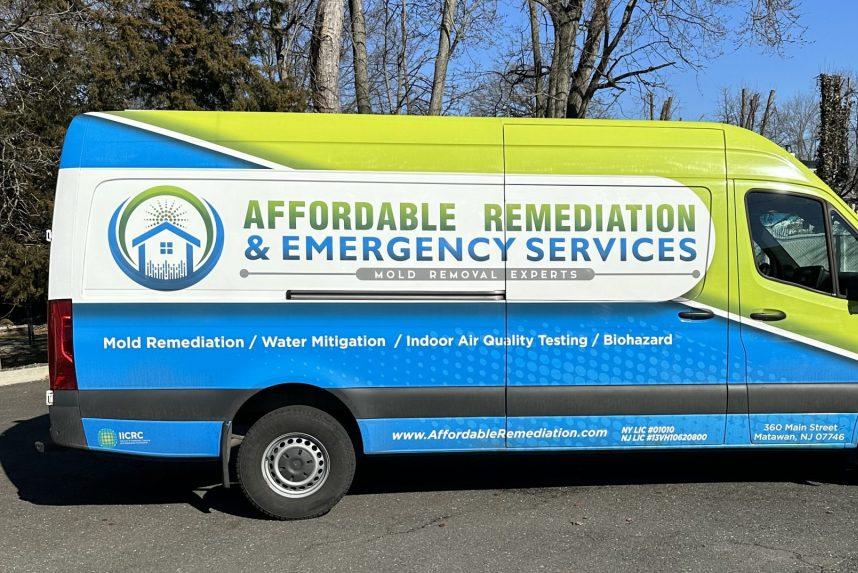 AFFORDABLE REMEDIATION
& EMERGENCY SERVICES
MOLD REMOVAL EXPERTS
Mold Remediation / Water Mitigation / Indoor Air Quality Testing / Biohazard
IICRC
www.AffordableRemediation.com
NY LIC #01010
NJ LIC #13VH10620800
360 Main Street
Matawan, NJ 07746